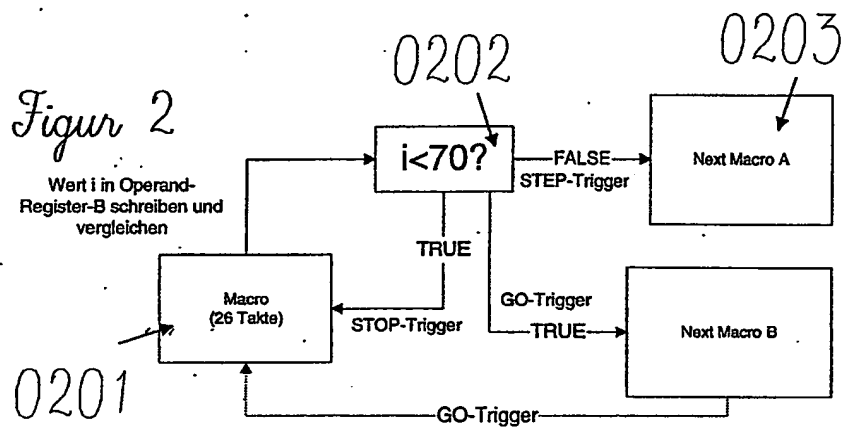 0202
0203
Figur 2
i<70?
FALSE
STEP-Trigger
Next Macro A
Wert i in Operand-
Register-B schreiben und
vergleichen
TRUE
Macro
(26 Takte)
STOP-Trigger
GO-Trigger
TRUE
Next Macro B
0201
GO-Trigger